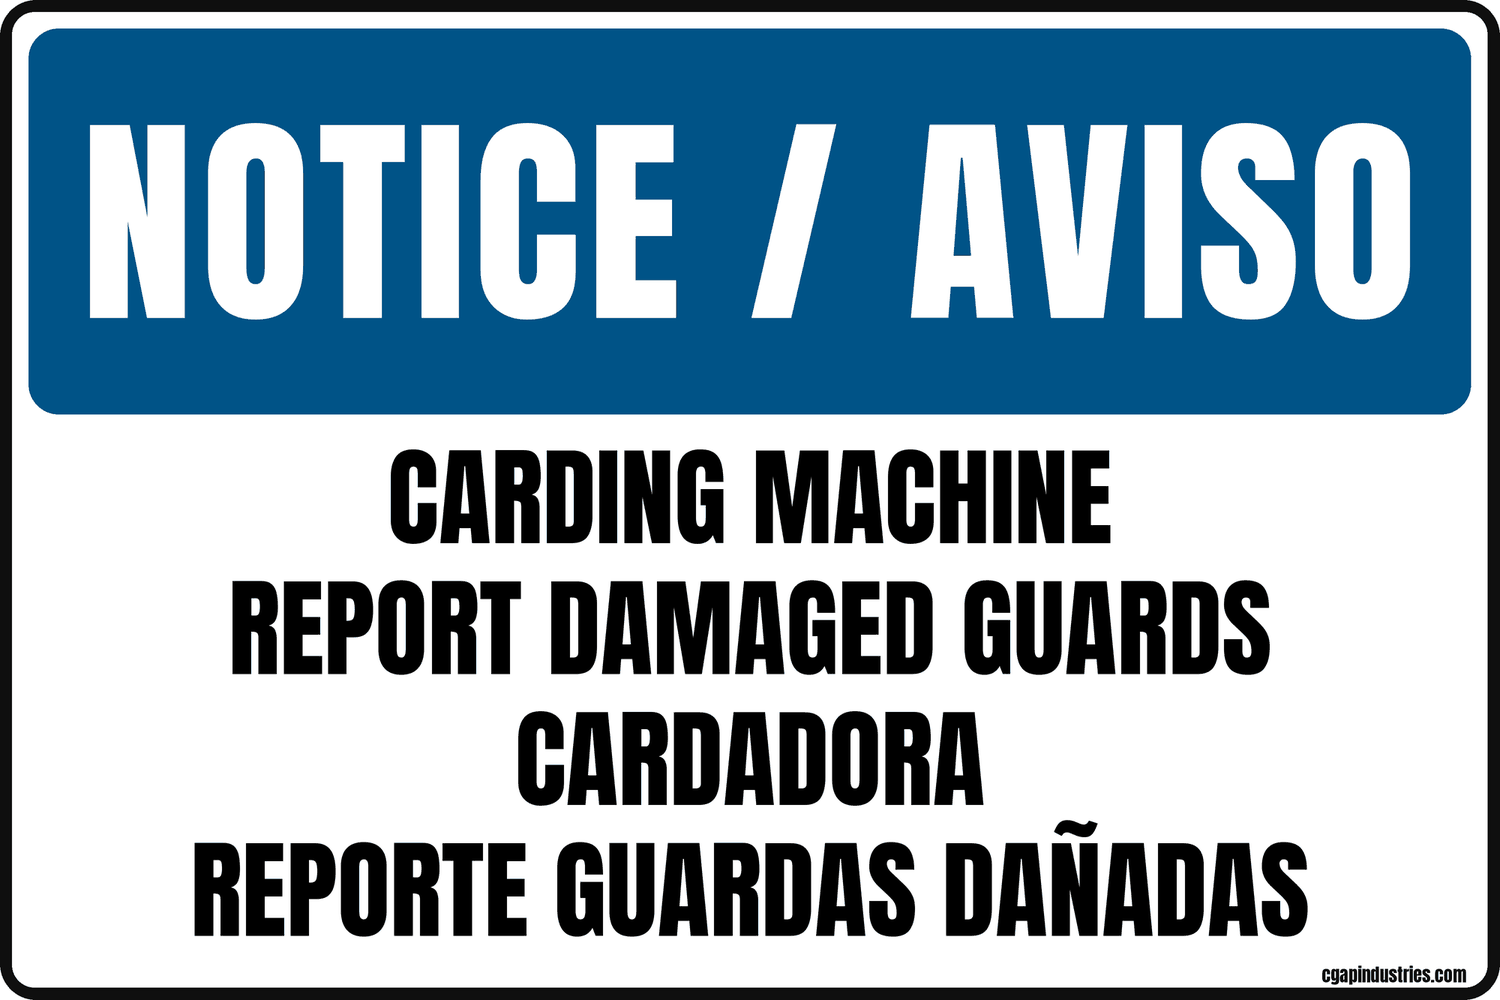 NOTICE / AVISO
CARDING MACHINE
REPORT DAMAGED GUARDS
CARDADORA
REPORTE GUARDAS DAÑADAS
cgapindustries.com